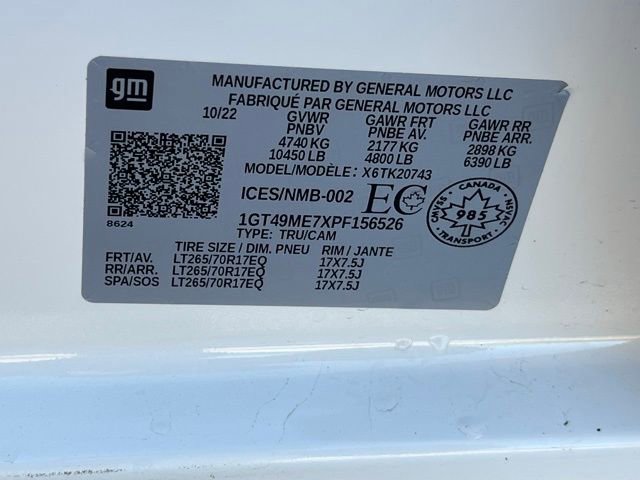 gm
MANUFACTURED BY GENERAL MOTORS LLC
FABRIQUÉ PAR GENERAL MOTORS LLC
10/22 GVWR GAWR FRT GAWR RR
PNBV PNBE AV. PNBE ARR.
4740 KG 2177 KG 2898 KG
10450 LB 4800 LB 6390 LB
MODEL/MODÈLE: X6TK20743
ICES/NMB-002 EC
CANADA
SVMAC
985
NSVAC
TRANSPORT
8624
1GT49ME7XPF156526
TYPE: TRU/CAM
TIRE SIZE / DIM. PNEU RIM / JANTE
FRT/AV. LT265/70R17EQ 17X7.5J
RR/ARR. LT265/70R17EQ 17X7.5J
SPA/SOS LT265/70R17EQ 17X7.5J